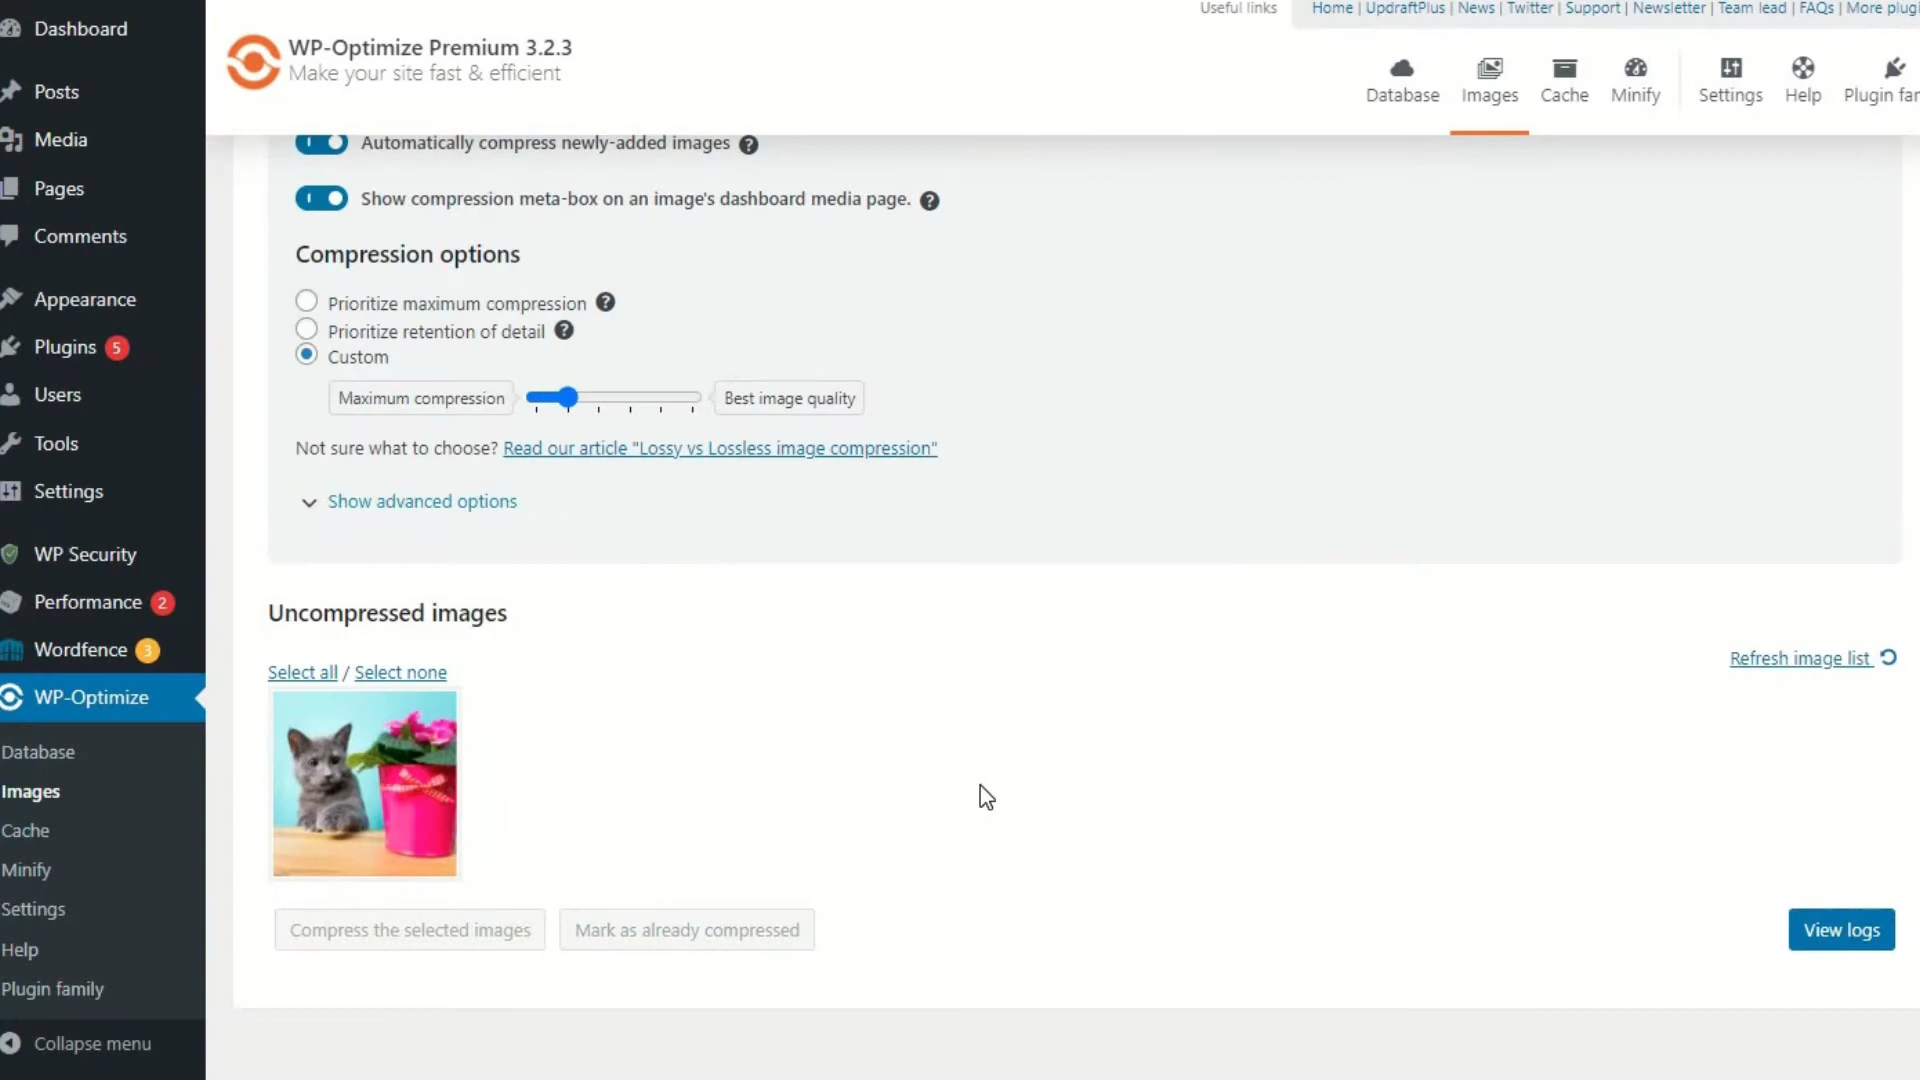 Dashboard
Posts
Media
Pages
Comments
Appearance
Plugins 5
Users
Tools
Settings
WP Security
Performance 2
Wordfence 3
WP-Optimize
Database
Images
Cache
Minify
Settings
Help
Plugin family
Collapse menu
Useful links
Home | UpdraftPlus | News | Twitter | Support | Newsletter | Team lead | FAQs | More plugi
WP-Optimize Premium 3.2.3
Make your site fast & efficient
Database
Images
Cache
Minify
Settings
Help
Plugin far
Automatically compress newly-added images ?
Show compression meta-box on an image's dashboard media page. ?
Compression options
Prioritize maximum compression ?
Prioritize retention of detail ?
Custom
Maximum compression
Best image quality
Not sure what to choose? Read our article "Lossy vs Lossless image compression"
Show advanced options
Uncompressed images
Refresh image list
Select all / Select none
Compress the selected images
Mark as already compressed
View logs